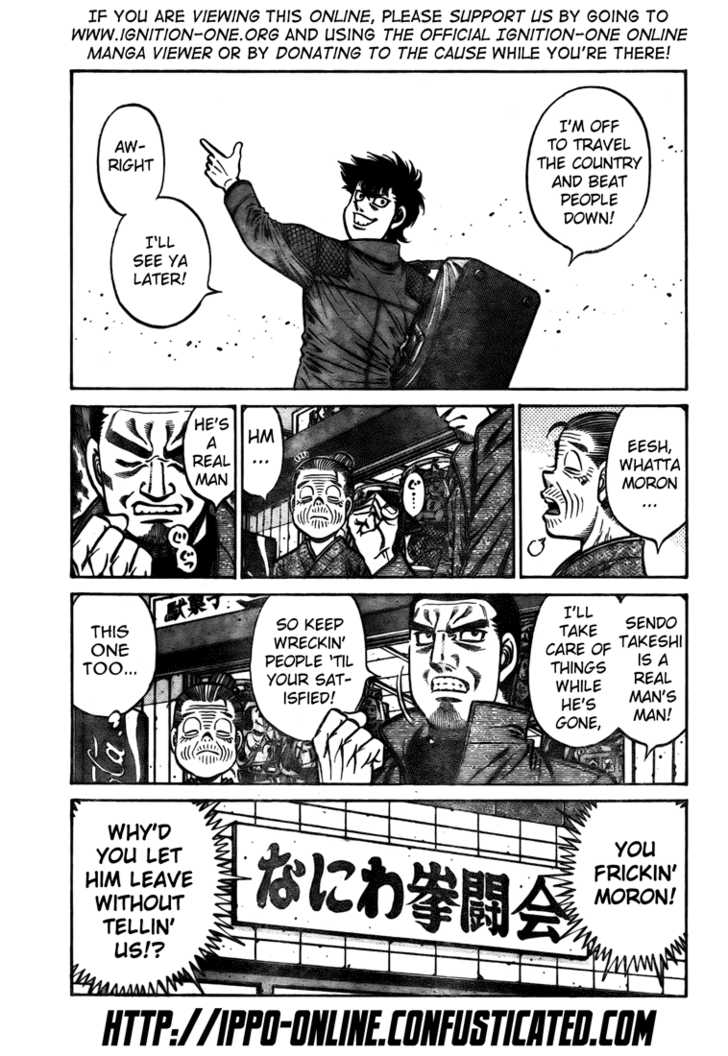 IF YOU ARE VIEWING THIS ONLINE, PLEASE SUPPORT US BY GOING TO
WWW.IGNITION-ONE.ORG AND USING THE OFFICIAL IGNITION-ONE ONLINE
MANGA VIEWER OR BY DONATING TO THE CAUSE WHILE YOU'RE THERE!
I'M OFF
TO TRAVEL
THE COUNTRY
AND BEAT
PEOPLE
DOWN!
AW-
RIGHT
I'LL
SEE YA
LATER!
EESH,
WHATTA
MORON
...
HM
...
HE'S
A
REAL
MAN
SENDO
TAKESHI
IS A
REAL
MAN'S
MAN!
I'LL
TAKE
CARE OF
THINGS
WHILE
HE'S
GONE,
SO KEEP
WRECKIN'
PEOPLE 'TIL
YOUR SAT-
ISFIED!
駄菓子
THIS
ONE
TOO...
YOU
FRICKIN'
MORON!
なにわ拳闘会
WHY'D
YOU LET
HIM LEAVE
WITHOUT
TELLIN'
US!?
HTTP://IPPO-ONLINE.CONFUSTICATED.COM